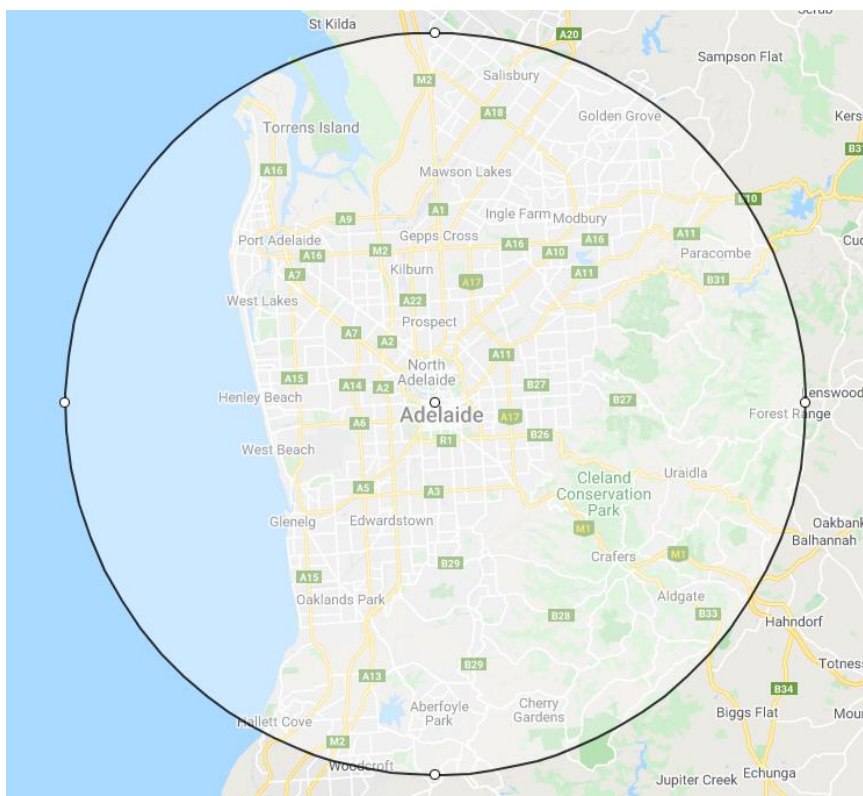 St Kilda
Scrub
A20
Sampson Flat
M2
Salisbury
A18
Golden Grove
Kers
Torrens Island
B31
A16
Mawson Lakes
B10
A1
Ingle Farm
Modbury
A9
Gepps Cross
A11
Port Adelaide
M2
A16
A16
Cud
A16
A10
Paracombe
A7
Kilburn
A11
B31
A17
West Lakes
A22
Prospect
A7
A2
A11
North
Adelaide
A15
A14
A2
B27
Henley Beach
B27
Lenswood
Adelaide
A17
Forest Range
A6
R1
B26
West Beach
Cleland
Conservation
Park
Uraidla
A5
A3
Glenelg
Edwardstown
M1
Oakbank
Balhannah
B29
Crafers
M1
A15
Oaklands Park
Aldgate
B28
B33
Hahndorf
B29
Totness
A13
B34
Hallett Cove
Aberfoyle
Park
Cherry
Gardens
Biggs Flat
Mou
M2
Woodcroft
Jupiter Creek
Echunga